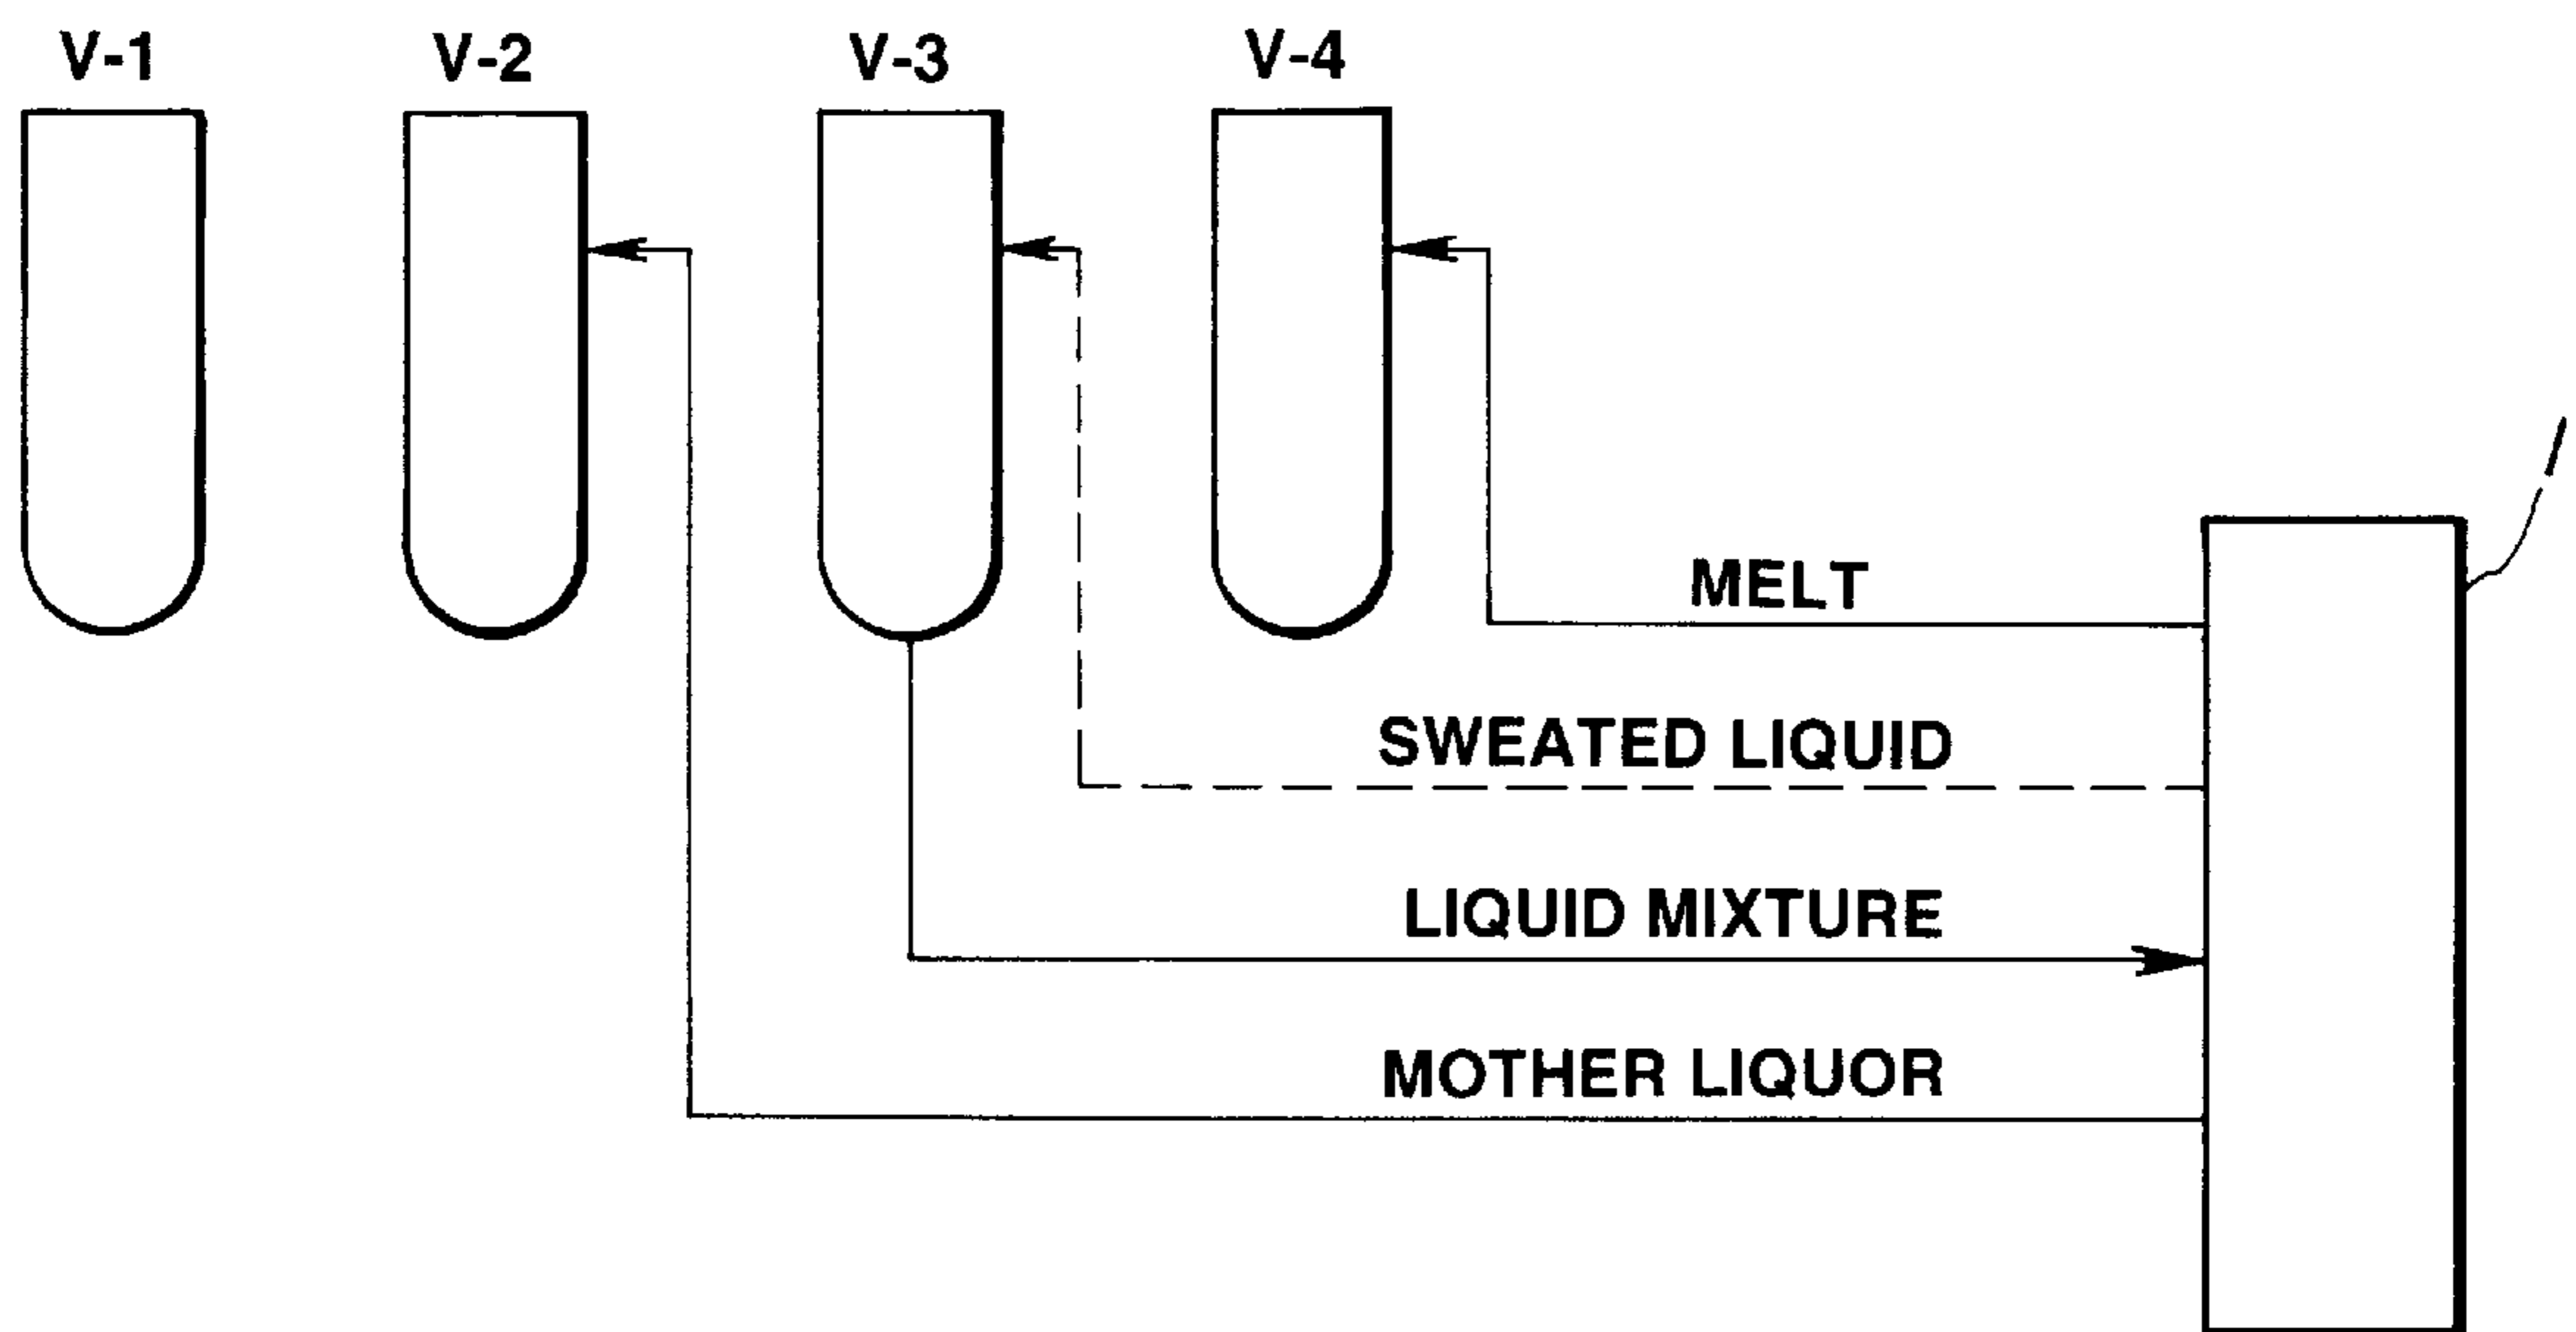 V-1 V-2 V-3 V-4
MELT
SWEATED LIQUID
LIQUID MIXTURE
MOTHER LIQUOR